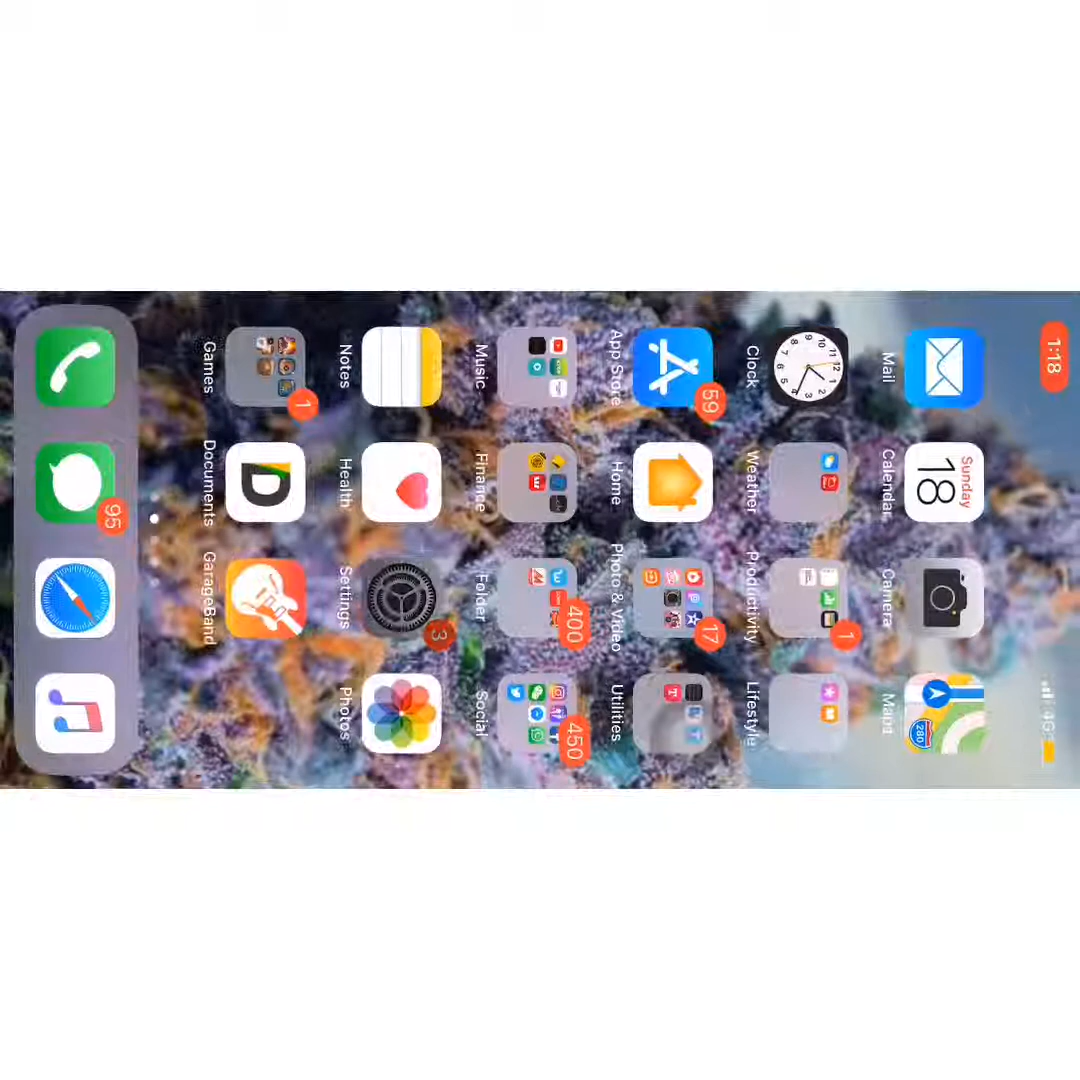 1:18
4G
Sunday
18
280
Mail
Calendar
Camera
Maps
1
Clock
Weather
Productivity
Lifestyle
59
17
App Store
Home
Photo & Video
Utilities
400
450
Music
Finance
Folder
Social
3
Notes
Health
Settings
Photos
1
Games
Documents
GarageBand
95